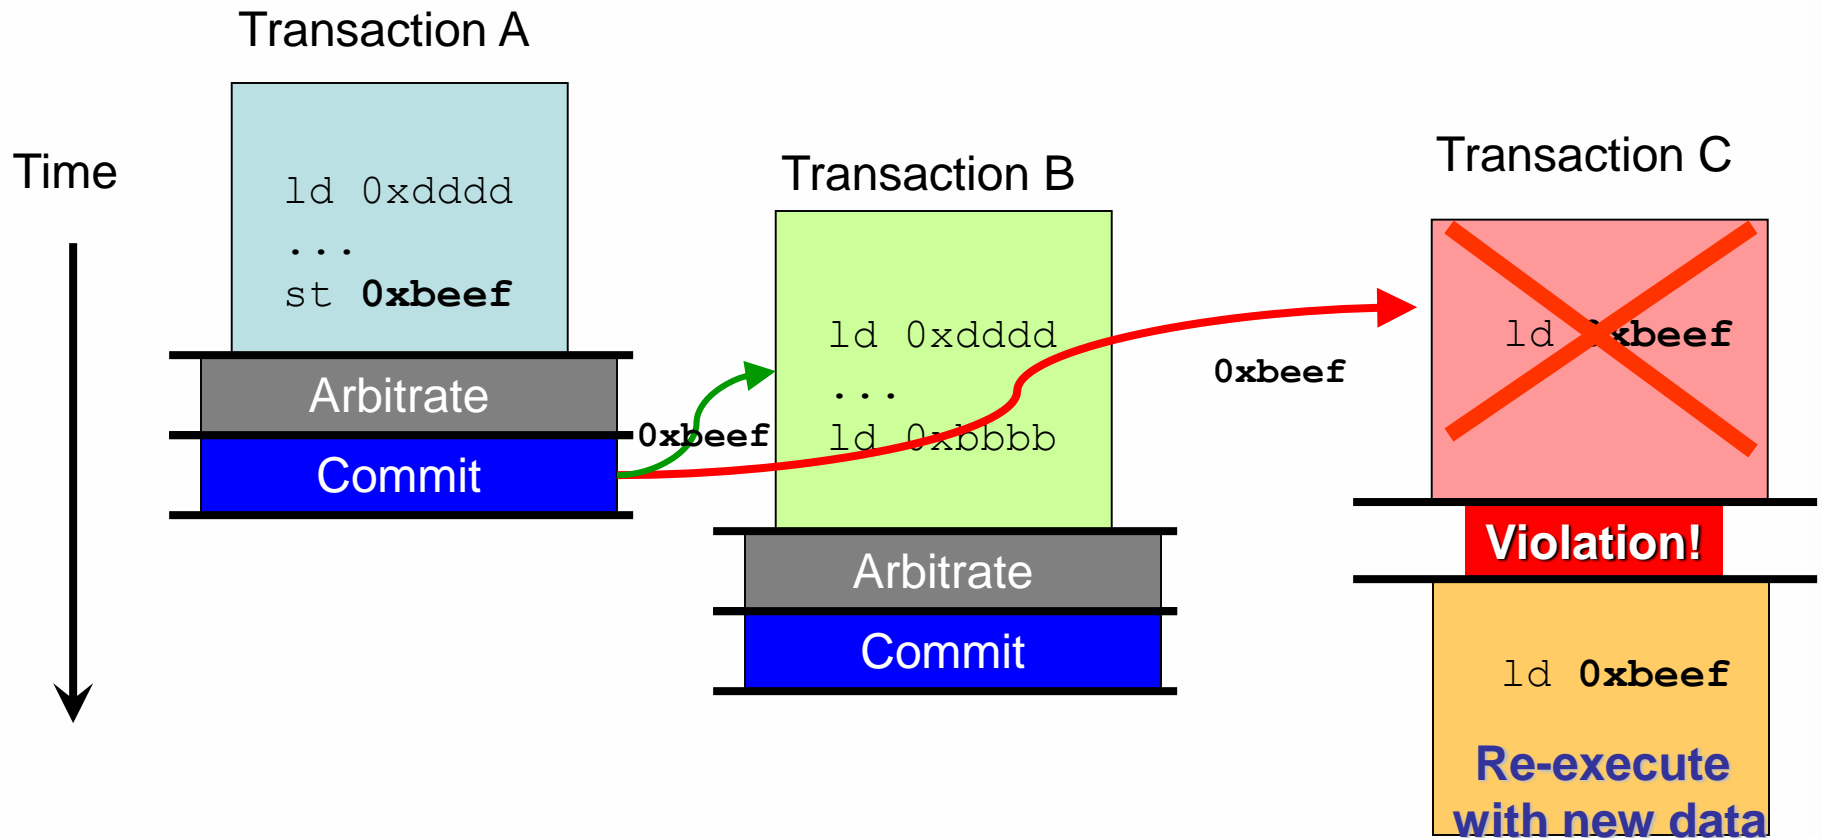 Transaction A
Time
ld 0xdddd
...
st 0xbeef
Arbitrate
Commit
0xbeef
Transaction B
ld 0xdddd
...
ld 0xbbbb
Arbitrate
Commit
0xbeef
Transaction C
ld 0xbeef
Violation!
ld 0xbeef
Re-execute
with new data